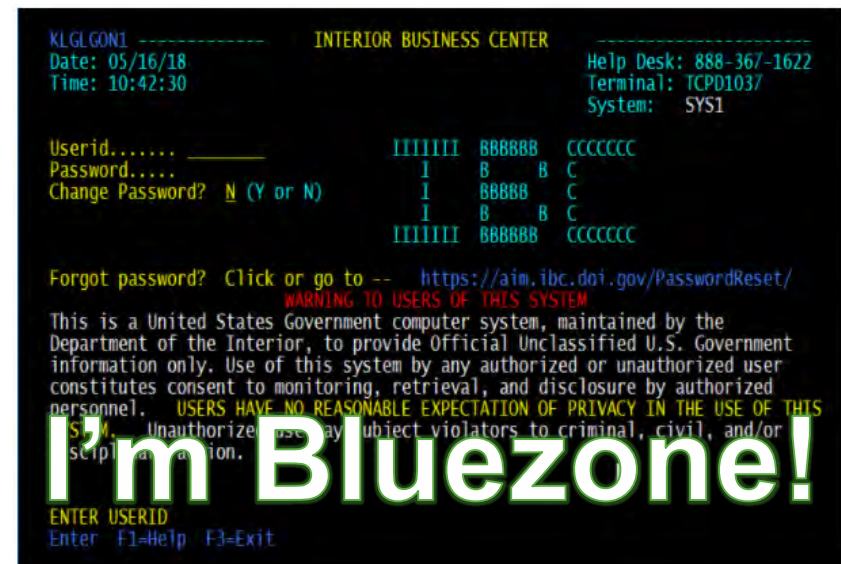 KLGLGON1 ------------- INTERIOR BUSINESS CENTER ----------------------
Date: 05/16/18 Help Desk: 888-367-1622
Time: 10:42:30 Terminal: TCPD1037
System: SYS1
Userid....... ________ IIIIIII BBBBBB CCCCCCC
Password..... I B B C
Change Password? N (Y or N) I BBBBB C
I B B C
IIIIIII BBBBBB CCCCCCC
Forgot password? Click or go to -- https://aim.ibc.doi.gov/PasswordReset/
WARNING TO USERS OF THIS SYSTEM
This is a United States Government computer system, maintained by the
Department of the Interior, to provide Official Unclassified U.S. Government
information only. Use of this system by any authorized or unauthorized user
constitutes consent to monitoring, retrieval, and disclosure by authorized
personnel. USERS HAVE NO REASONABLE EXPECTATION OF PRIVACY IN THE USE OF THIS
Unauthorized subject violators to criminal, civil, and/or
I'm Bluezone!
ENTER USERID
Enter F1=Help F3=Exit